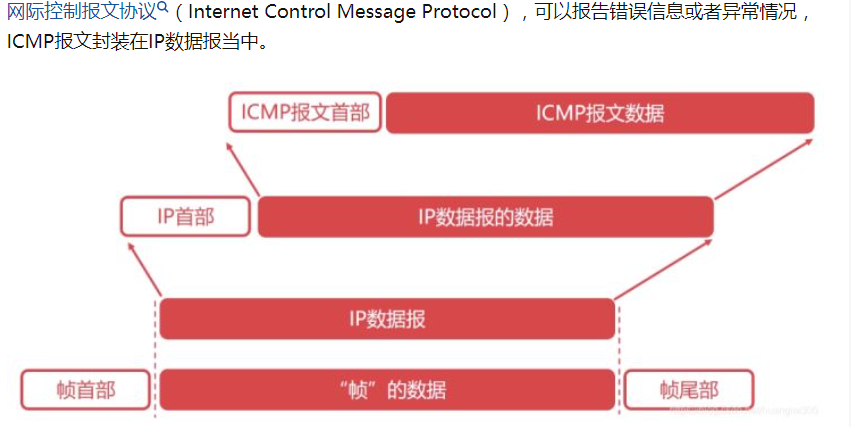 网际控制报文协议（Internet Control Message Protocol），可以报告错误信息或者异常情况，
ICMP报文封装在IP数据报当中。
ICMP报文首部 ICMP报文数据
IP首部 IP数据报的数据
IP数据报
帧首部 “帧”的数据 帧尾部